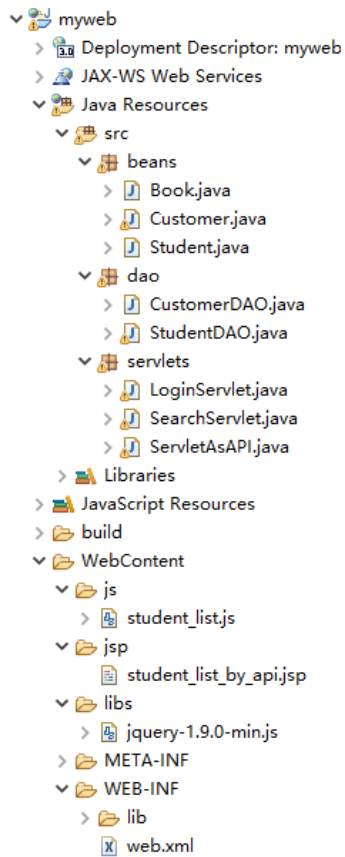 myweb
3.0 Deployment Descriptor: myweb
JAX-WS Web Services
Java Resources
src
beans
Book.java
Customer.java
Student.java
dao
CustomerDAO.java
StudentDAO.java
servlets
LoginServlet.java
SearchServlet.java
ServletAsAPI.java
Libraries
JavaScript Resources
build
WebContent
js
student_list.js
jsp
student_list_by_api.jsp
libs
jquery-1.9.0-min.js
META-INF
WEB-INF
lib
web.xml